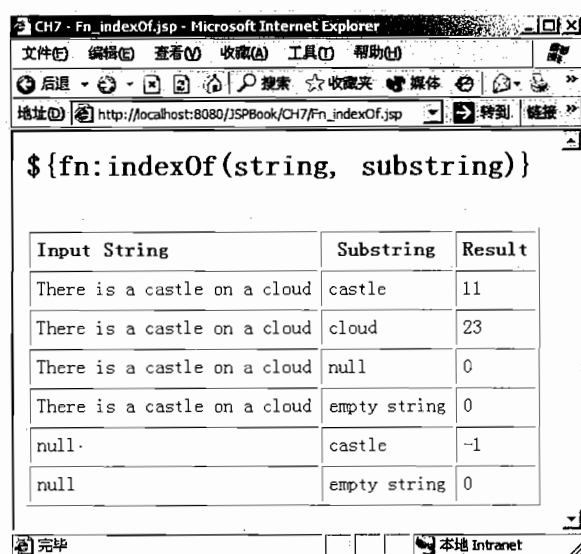 CH7 - Fn_indexOf.jsp - Microsoft Internet Explorer
文件(F) 编辑(E) 查看(V) 收藏(A) 工具(T) 帮助(H)
后退 搜索 收藏夹 媒体
地址(D) http://localhost:8080/JSPBook/CH7/Fn_indexOf.jsp 转到 链接
${fn:indexOf(string, substring)}
Input String Substring Result
There is a castle on a cloud castle 11
There is a castle on a cloud cloud 23
There is a castle on a cloud null 0
There is a castle on a cloud empty string 0
null castle -1
null empty string 0
完毕 本地 Intranet